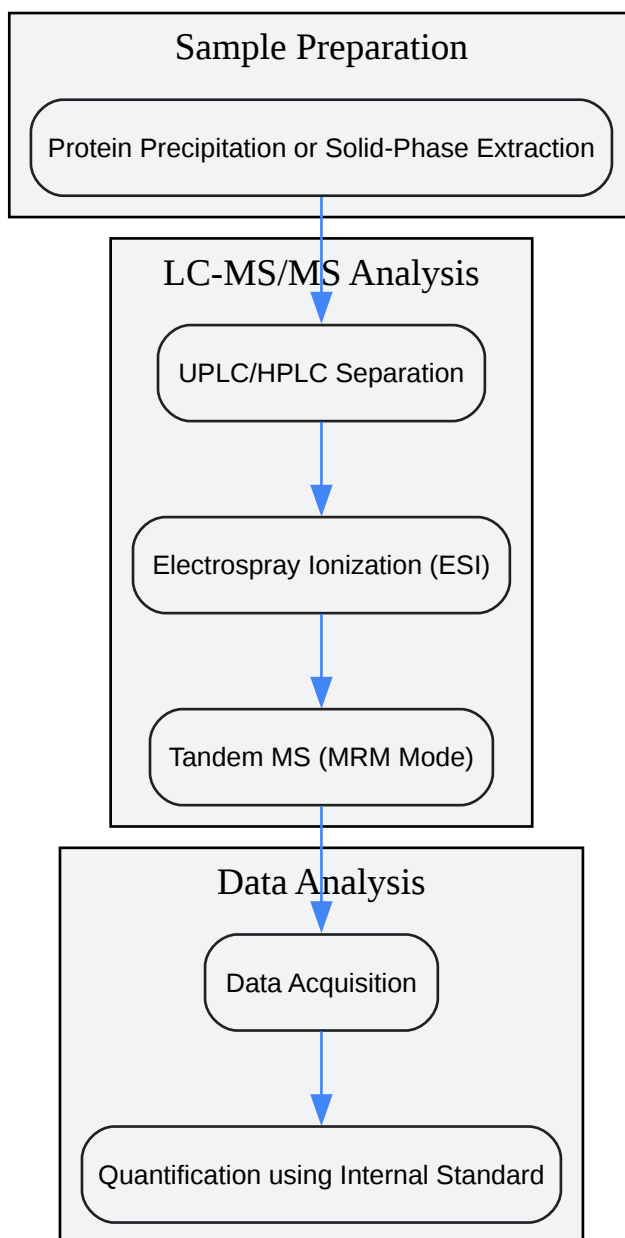 Sample Preparation
Protein Precipitation or Solid-Phase Extraction
LC-MS/MS Analysis
UPLC/HPLC Separation
Electrospray Ionization (ESI)
Tandem MS (MRM Mode)
Data Analysis
Data Acquisition
Quantification using Internal Standard